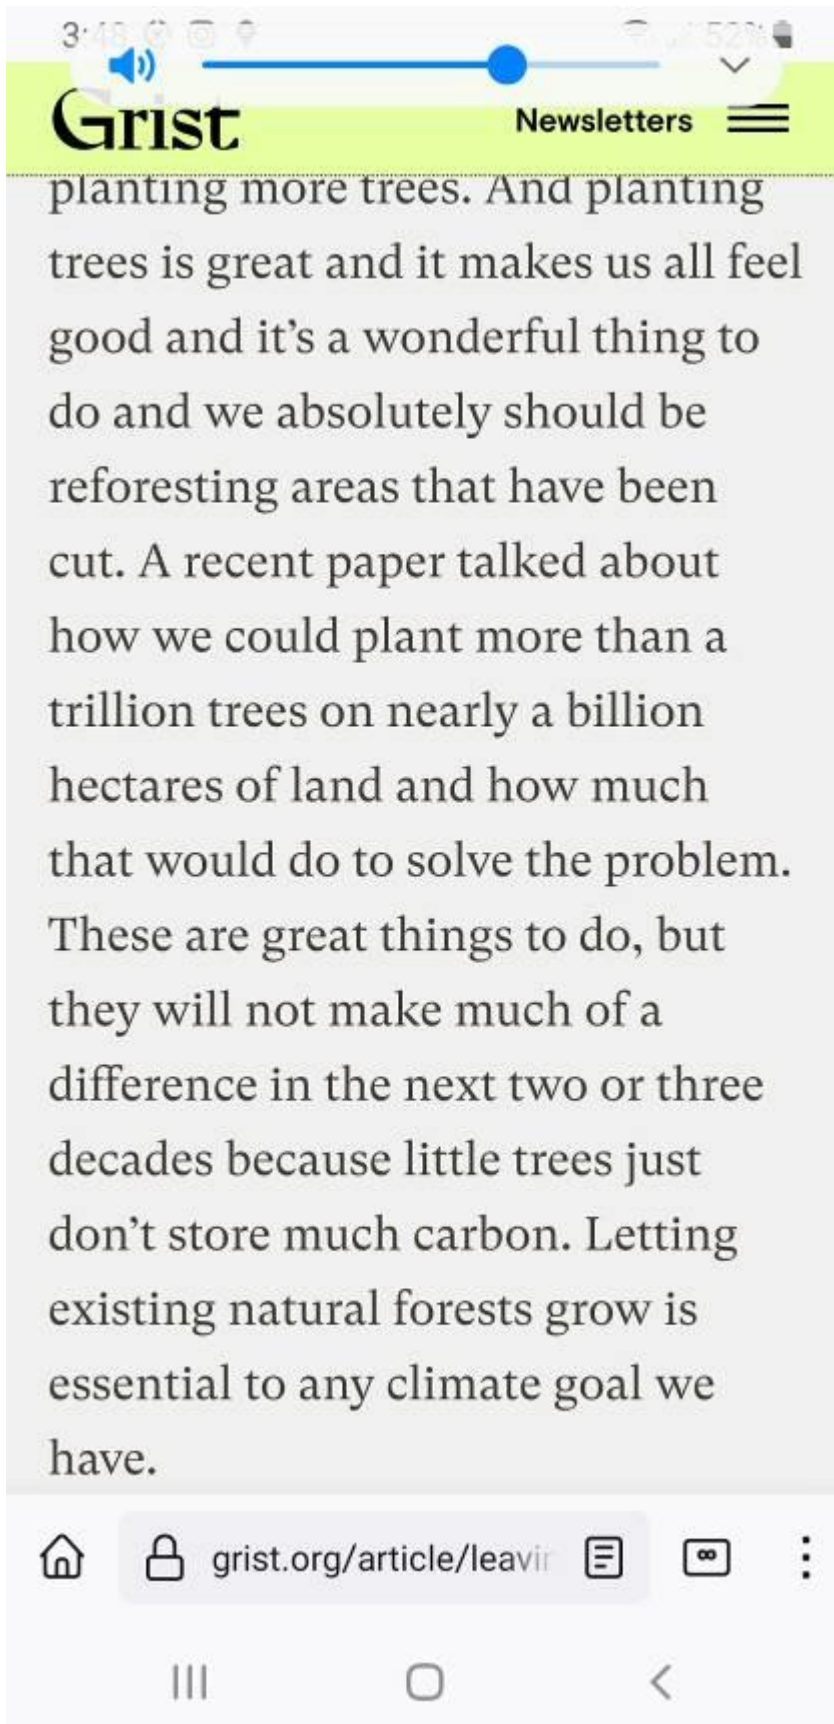 3:48
52%
Grist
Newsletters
planting more trees. And planting
trees is great and it makes us all feel
good and it’s a wonderful thing to
do and we absolutely should be
reforesting areas that have been
cut. A recent paper talked about
how we could plant more than a
trillion trees on nearly a billion
hectares of land and how much
that would do to solve the problem.
These are great things to do, but
they will not make much of a
difference in the next two or three
decades because little trees just
don’t store much carbon. Letting
existing natural forests grow is
essential to any climate goal we
have.
grist.org/article/leavin
∞